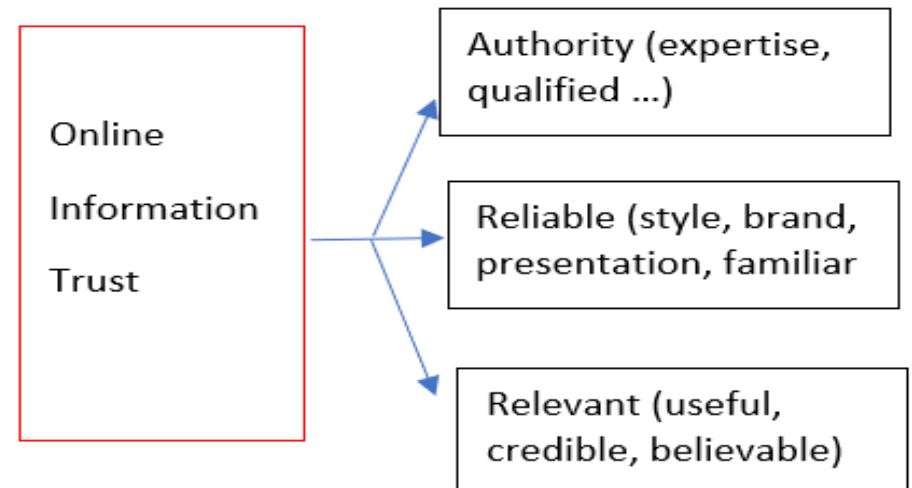 Online
Information
Trust
Authority (expertise,
qualified ...)
Reliable (style, brand,
presentation, familiar
Relevant (useful,
credible, believable)